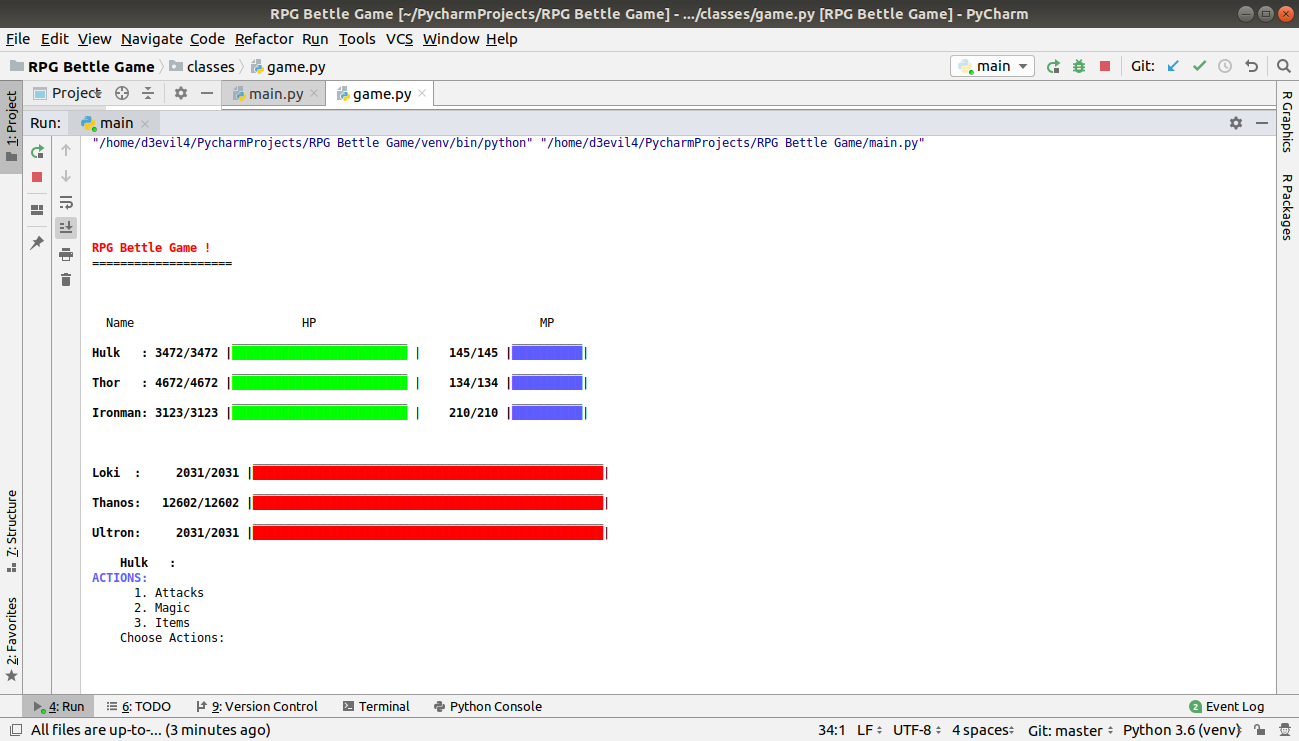 RPG Bettle Game [~/PycharmProjects/RPG Bettle Game] - .../classes/game.py [RPG Bettle Game] - PyCharm
File Edit View Navigate Code Refactor Run Tools VCS Window Help
RPG Bettle Game classes game.py main Git:
1: Project
Project main.py game.py
R Graphics
R Packages
Run: main
"/home/d3evil4/PycharmProjects/RPG Bettle Game/venv/bin/python" "/home/d3evil4/PycharmProjects/RPG Bettle Game/main.py"
RPG Bettle Game !
====================
Name HP MP
Hulk : 3472/3472 | | 145/145 | |
Thor : 4672/4672 | | 134/134 | |
Ironman: 3123/3123 | | 210/210 | |
Loki : 2031/2031 | |
Thanos: 12602/12602 | |
Ultron: 2031/2031 | |
Hulk :
ACTIONS:
1. Attacks
2. Magic
3. Items
Choose Actions:
7: Structure
2: Favorites
4: Run 6: TODO 9: Version Control Terminal Python Console 2 Event Log
All files are up-to-... (3 minutes ago) 34:1 LF UTF-8 4 spaces Git: master Python 3.6 (venv)